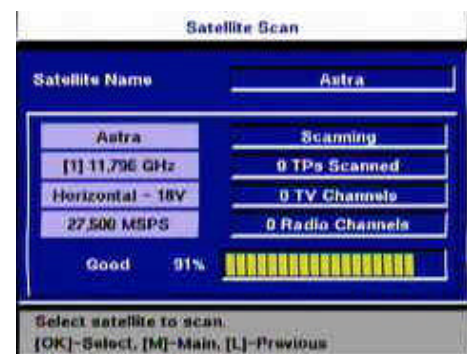 Satellite Scan
Satellite Name
Astra
Astra
Scanning
[1] 11,796 GHz
0 TPs Scanned
Horizontal - 18V
0 TV Channels
27,500 MSPS
0 Radio Channels
Good 91%
Select satellite to scan.
[OK]-Select, [M]-Main, [L]-Previous